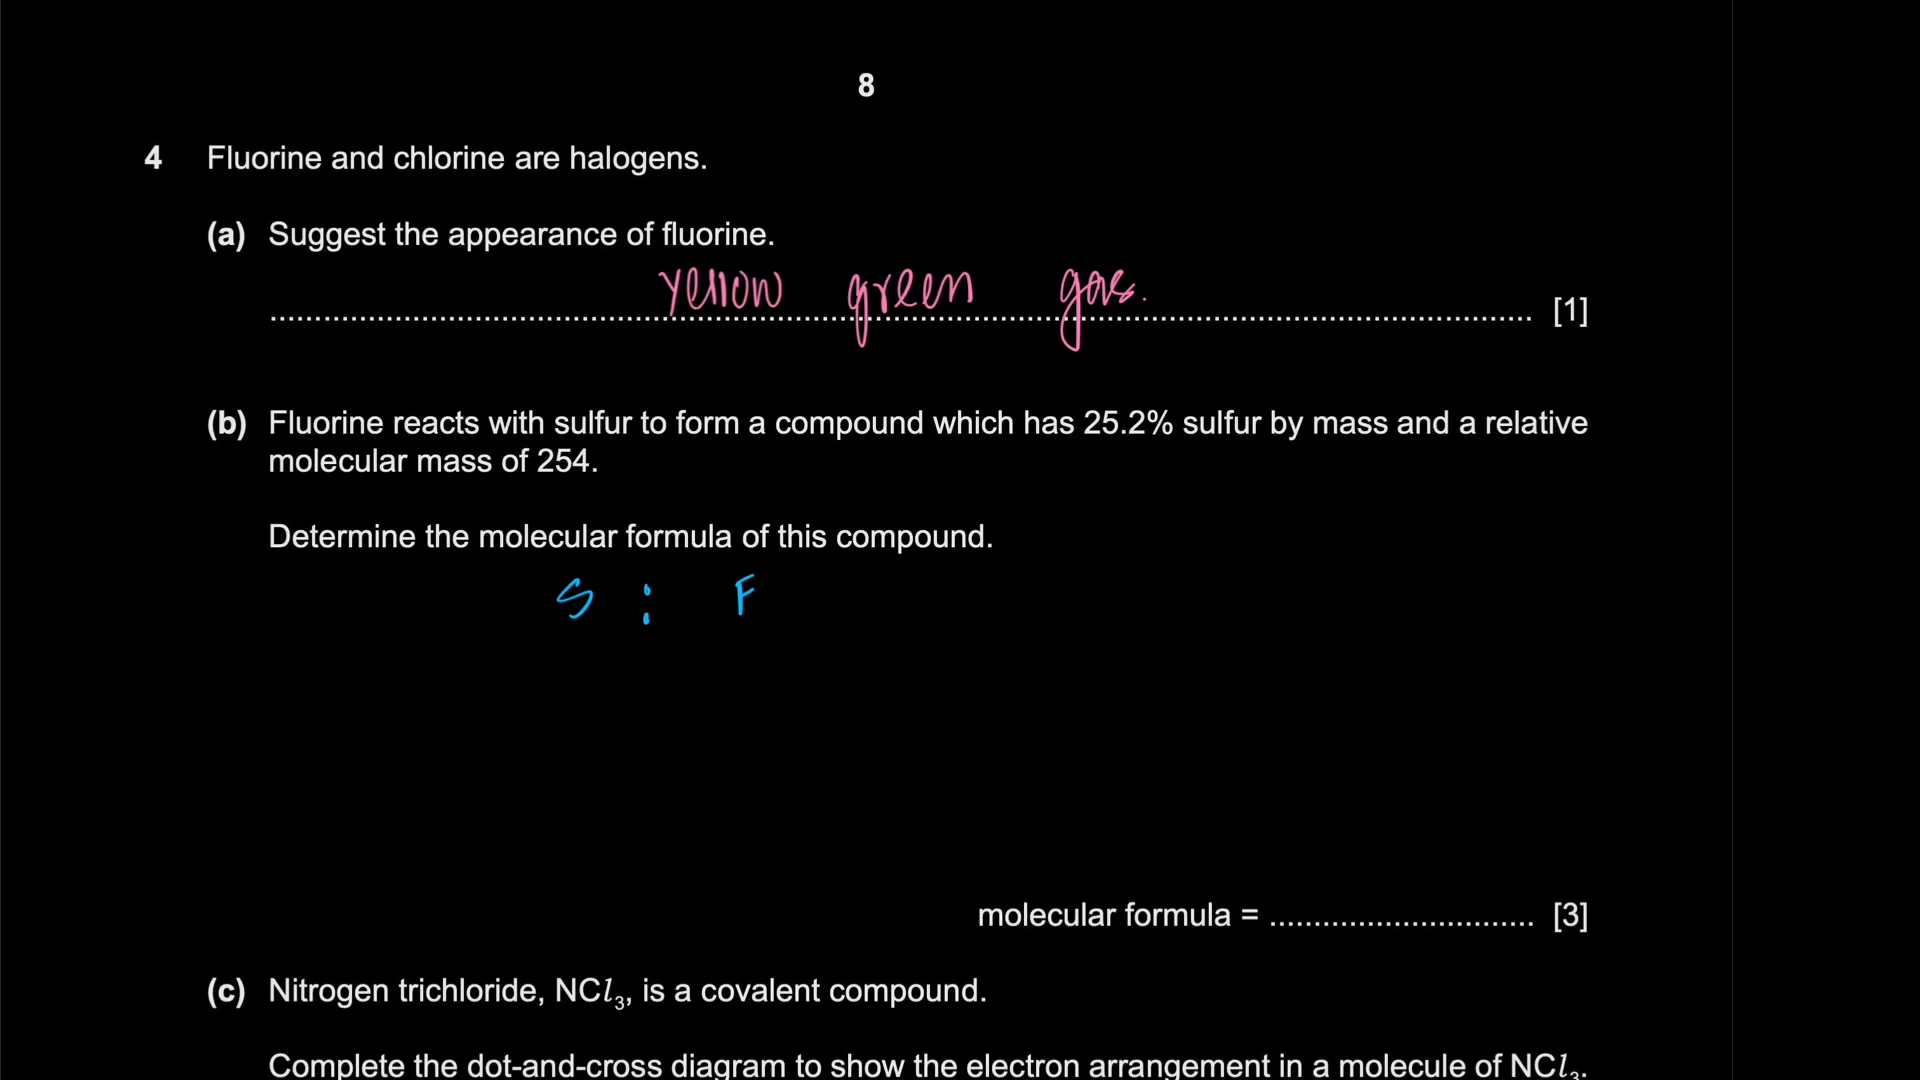 8
4 Fluorine and chlorine are halogens.
(a) Suggest the appearance of fluorine.
yellow green gas.
.......................................................................................................................................... [1]
(b) Fluorine reacts with sulfur to form a compound which has 25.2% sulfur by mass and a relative
molecular mass of 254.
Determine the molecular formula of this compound.
S : F
molecular formula = .............................. [3]
(c) Nitrogen trichloride, NCl₃, is a covalent compound.
Complete the dot-and-cross diagram to show the electron arrangement in a molecule of NCl₃.